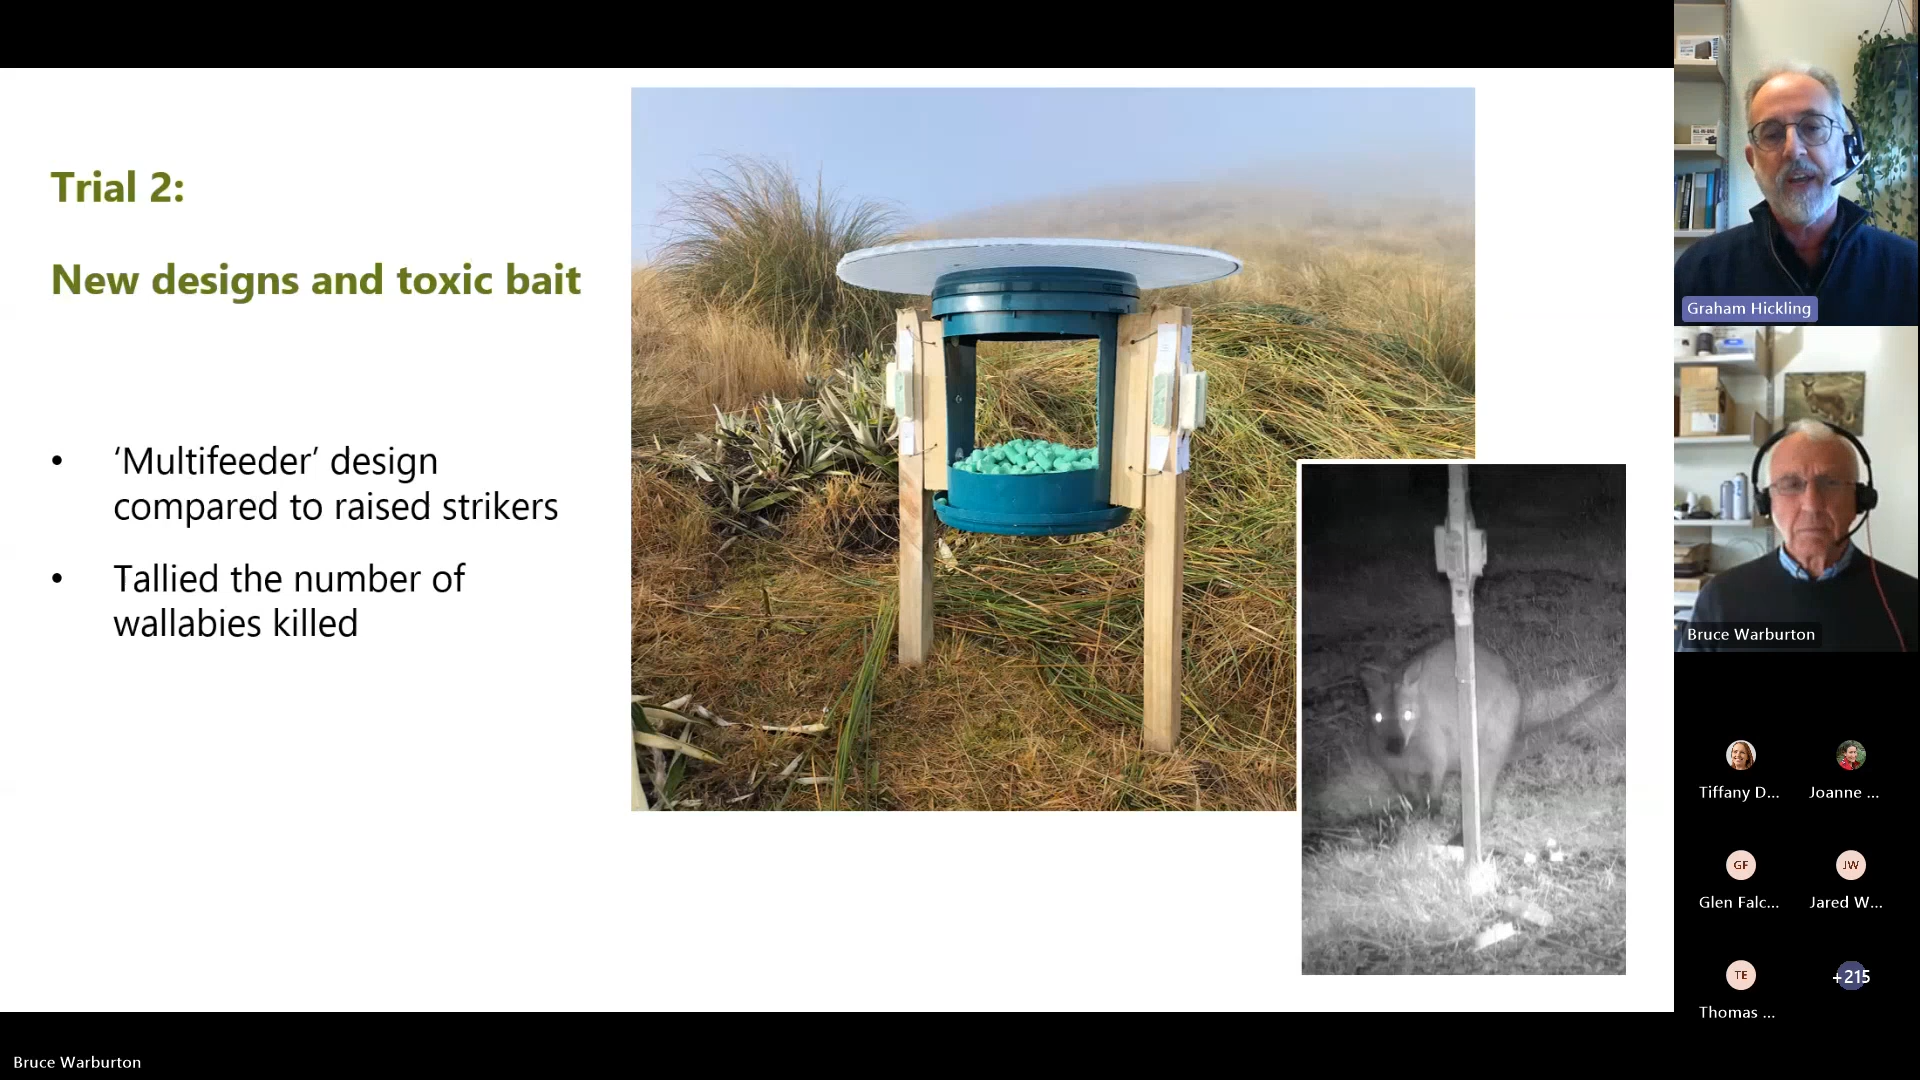 Trial 2:
New designs and toxic bait
• ‘Multifeeder’ design
compared to raised strikers
• Tallied the number of
wallabies killed
Graham Hickling
Bruce Warburton
Tiffany D...
Joanne ...
GF
JW
Glen Falc...
Jared W...
TE
+215
Thomas ...
Bruce Warburton